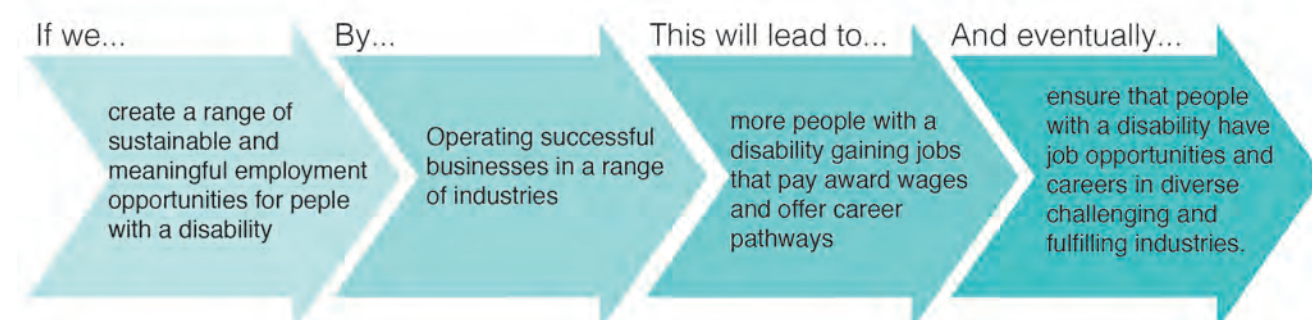 If we...
create a range of
sustainable and
meaningful employment
opportunities for peple
with a disability
By...
Operating successful
businesses in a range
of industries
This will lead to...
more people with a
disability gaining jobs
that pay award wages
and offer career
pathways
And eventually...
ensure that people
with a disability have
job opportunities and
careers in diverse
challenging and
fulfilling industries.